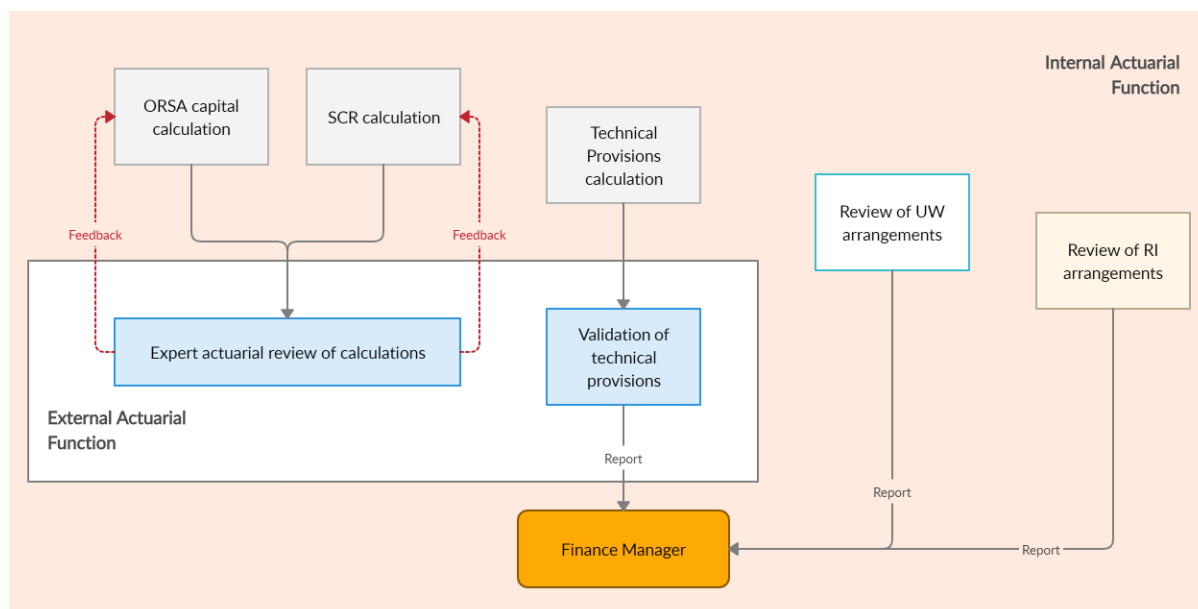 Internal Actuarial
Function
ORSA capital
calculation
SCR calculation
Technical
Provisions
calculation
Review of UW
arrangements
Review of RI
arrangements
Feedback
Feedback
Expert actuarial review of calculations
Validation of
technical
provisions
External Actuarial
Function
Report
Report
Finance Manager
Report